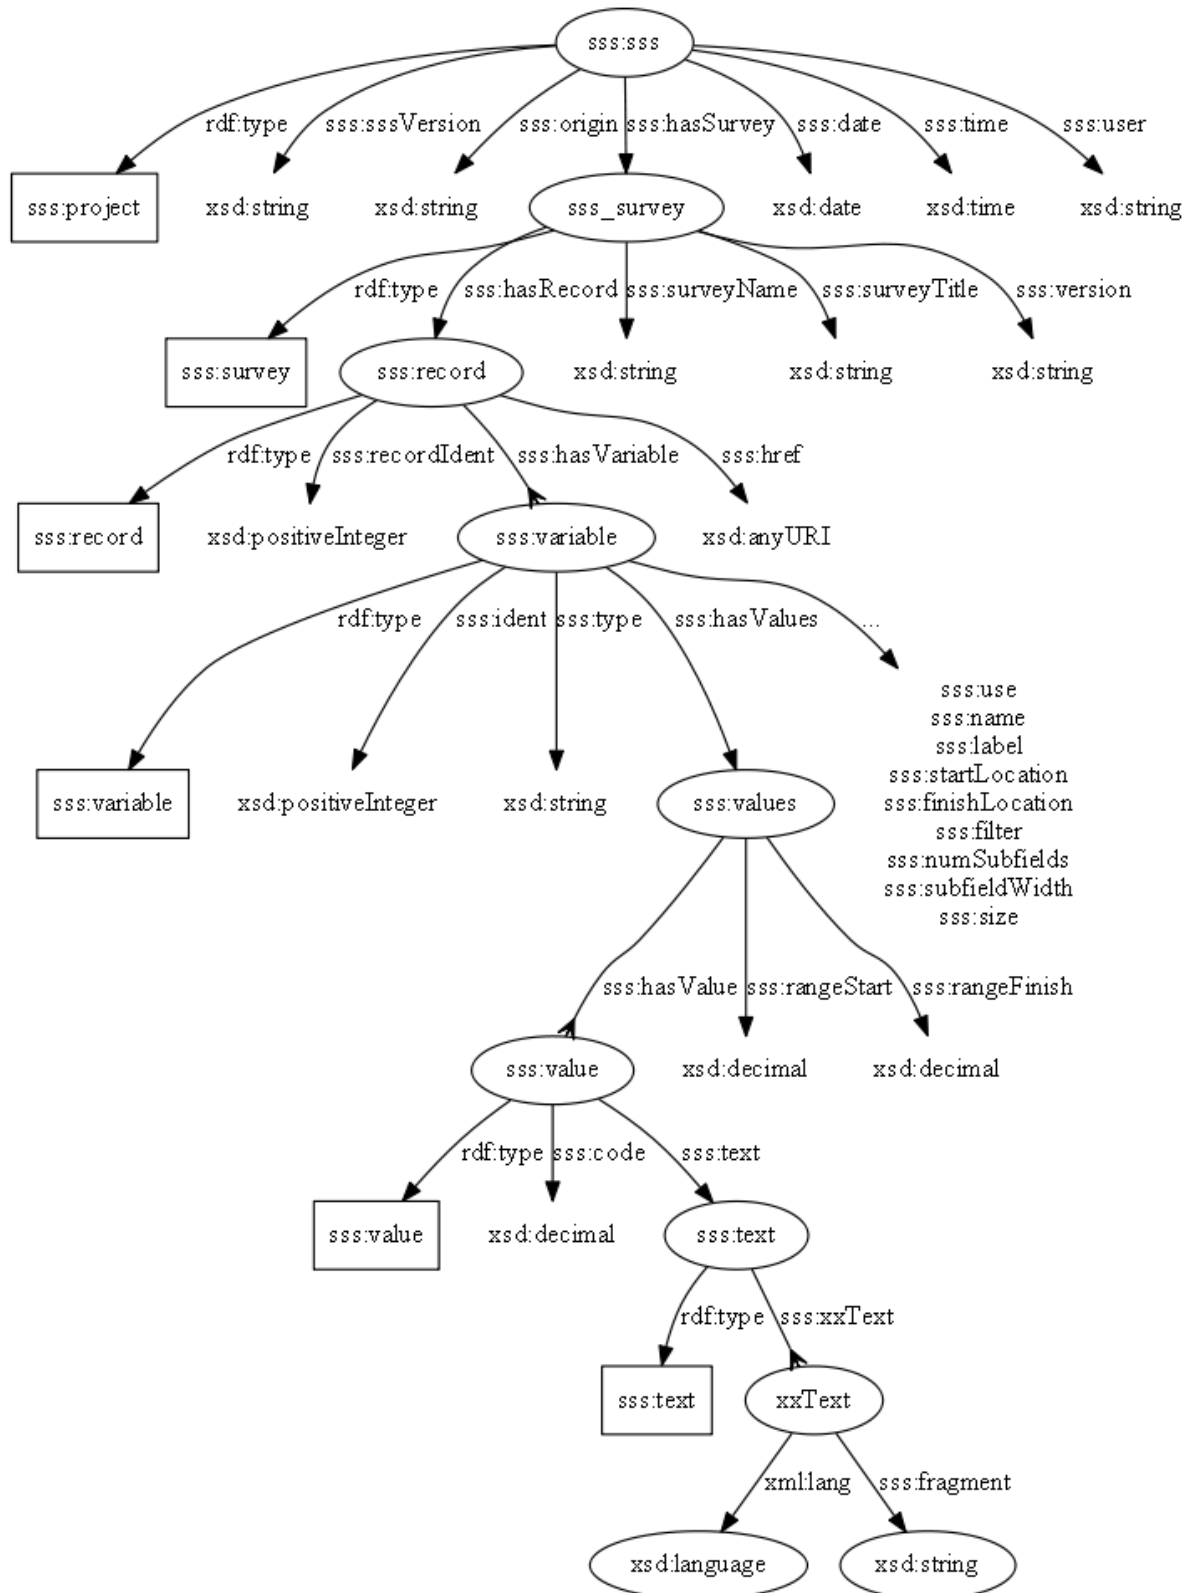 sss:sss
rdf:type sss:sssVersion sss:origin sss:hasSurvey sss:date sss:time sss:user
sss:project xsd:string xsd:string sss_survey xsd:date xsd:time xsd:string
rdf:type sss:hasRecord sss:surveyName sss:surveyTitle sss:version
sss:survey sss:record xsd:string xsd:string xsd:string
rdf:type sss:recordIdent sss:hasVariable sss:href
sss:record xsd:positiveInteger sss:variable xsd:anyURI
rdf:type sss:ident sss:type sss:hasValues ...
sss:use
sss:name
sss:label
sss:startLocation
sss:finishLocation
sss:filter
sss:numSubfields
sss:subfieldWidth
sss:size
sss:variable xsd:positiveInteger xsd:string sss:values
sss:hasValue sss:rangeStart sss:rangeFinish
sss:value xsd:decimal xsd:decimal
rdf:type sss:code sss:text
sss:value xsd:decimal sss:text
rdf:type sss:xxText
sss:text xxText
xml:lang sss:fragment
xsd:language xsd:string